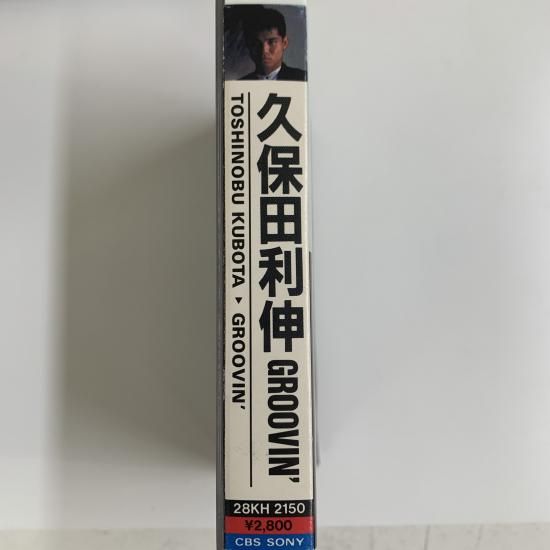 久保田利伸 GROOVIN'
TOSHINOBU KUBOTA ▶ GROOVIN'
28KH 2150
¥2,800
CBS SONY